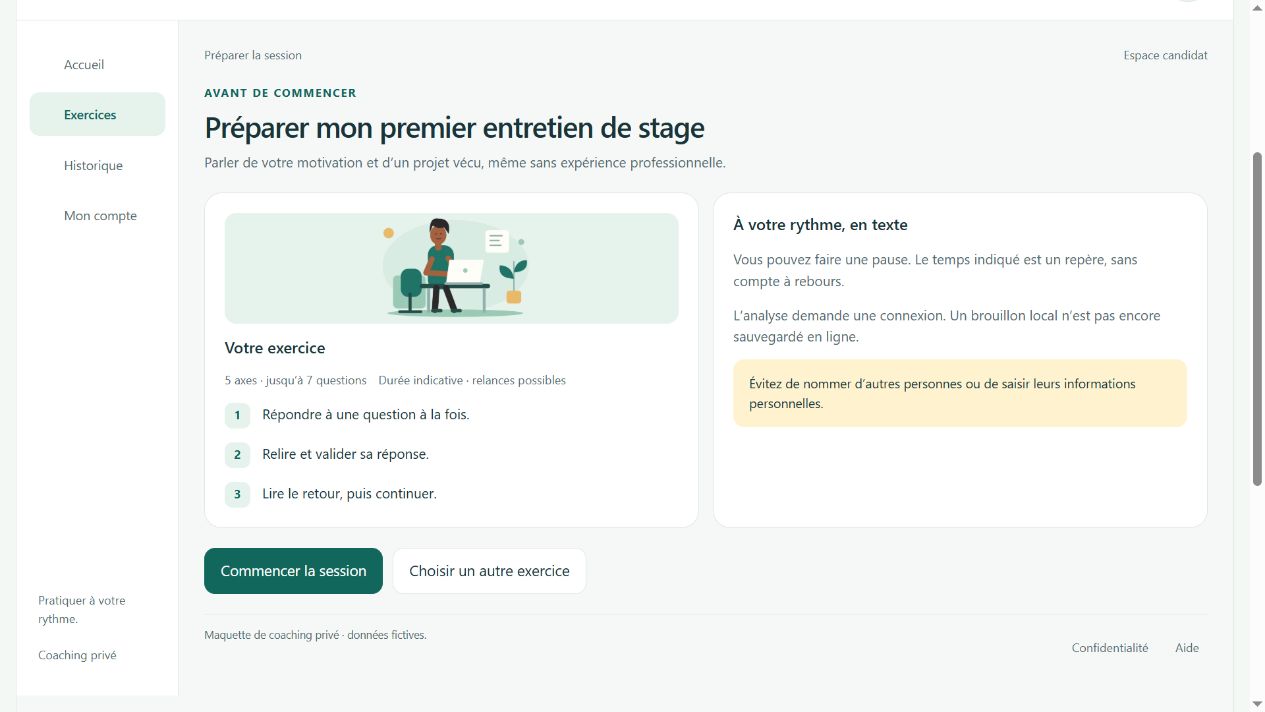 Accueil
Exercices
Historique
Mon compte
Pratiquer à votre
rythme.
Coaching privé
Préparer la session
Espace candidat
AVANT DE COMMENCER
Préparer mon premier entretien de stage
Parler de votre motivation et d’un projet vécu, même sans expérience professionnelle.
Votre exercice
5 axes · jusqu’à 7 questions Durée indicative · relances possibles
1 Répondre à une question à la fois.
2 Relire et valider sa réponse.
3 Lire le retour, puis continuer.
À votre rythme, en texte
Vous pouvez faire une pause. Le temps indiqué est un repère, sans
compte à rebours.
L’analyse demande une connexion. Un brouillon local n’est pas encore
sauvegardé en ligne.
Évitez de nommer d’autres personnes ou de saisir leurs informations
personnelles.
Commencer la session
Choisir un autre exercice
Maquette de coaching privé · données fictives.
Confidentialité
Aide